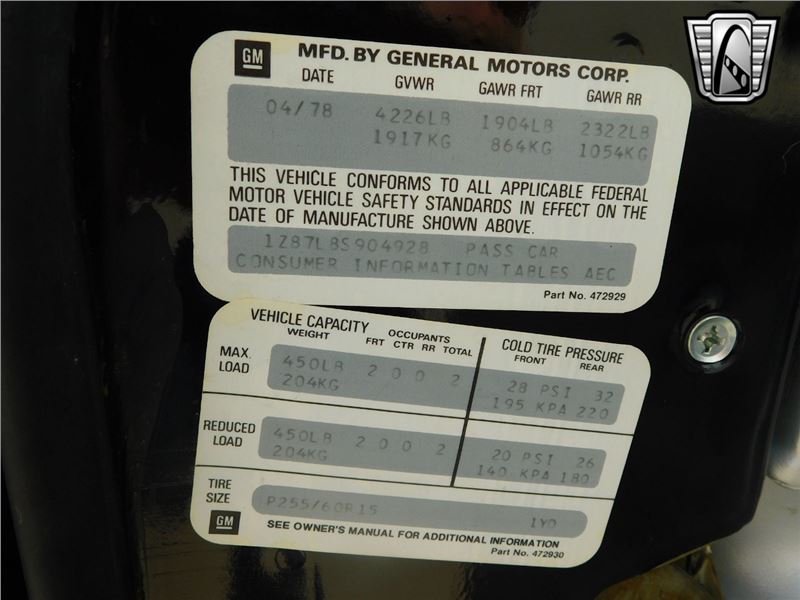 GM
MFD. BY GENERAL MOTORS CORP.
DATE GVWR GAWR FRT GAWR RR
04/78 4226LB 1904LB 2322LB
1917KG 864KG 1054KG
THIS VEHICLE CONFORMS TO ALL APPLICABLE FEDERAL
MOTOR VEHICLE SAFETY STANDARDS IN EFFECT ON THE
DATE OF MANUFACTURE SHOWN ABOVE.
1Z87L8S904928 PASS CAR
CONSUMER INFORMATION TABLES AEC
Part No. 472929
VEHICLE CAPACITY
WEIGHT OCCUPANTS
FRT CTR RR TOTAL
COLD TIRE PRESSURE
FRONT REAR
MAX. LOAD 450LB 2 0 0 2 28 PSI 32
204KG 195 KPA 220
REDUCED LOAD 450LB 2 0 0 2 20 PSI 26
204KG 140 KPA 180
TIRE SIZE P255/60R15 1YO
GM
SEE OWNER'S MANUAL FOR ADDITIONAL INFORMATION
Part No. 472930